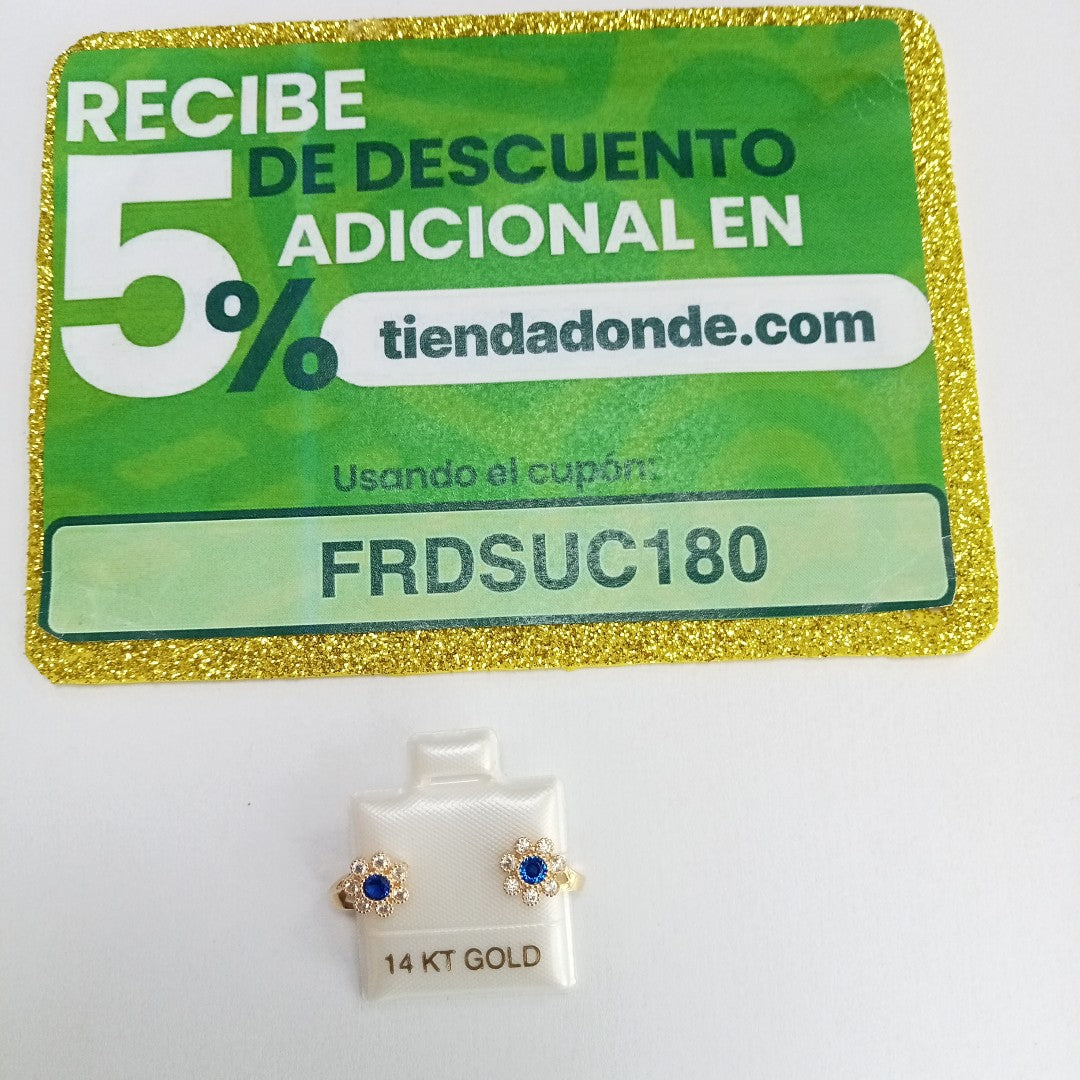 RECIBE
5% DE DESCUENTO
ADICIONAL EN
tiendadonde.com
Usando el cupón:
FRDSUC180
14 KT GOLD